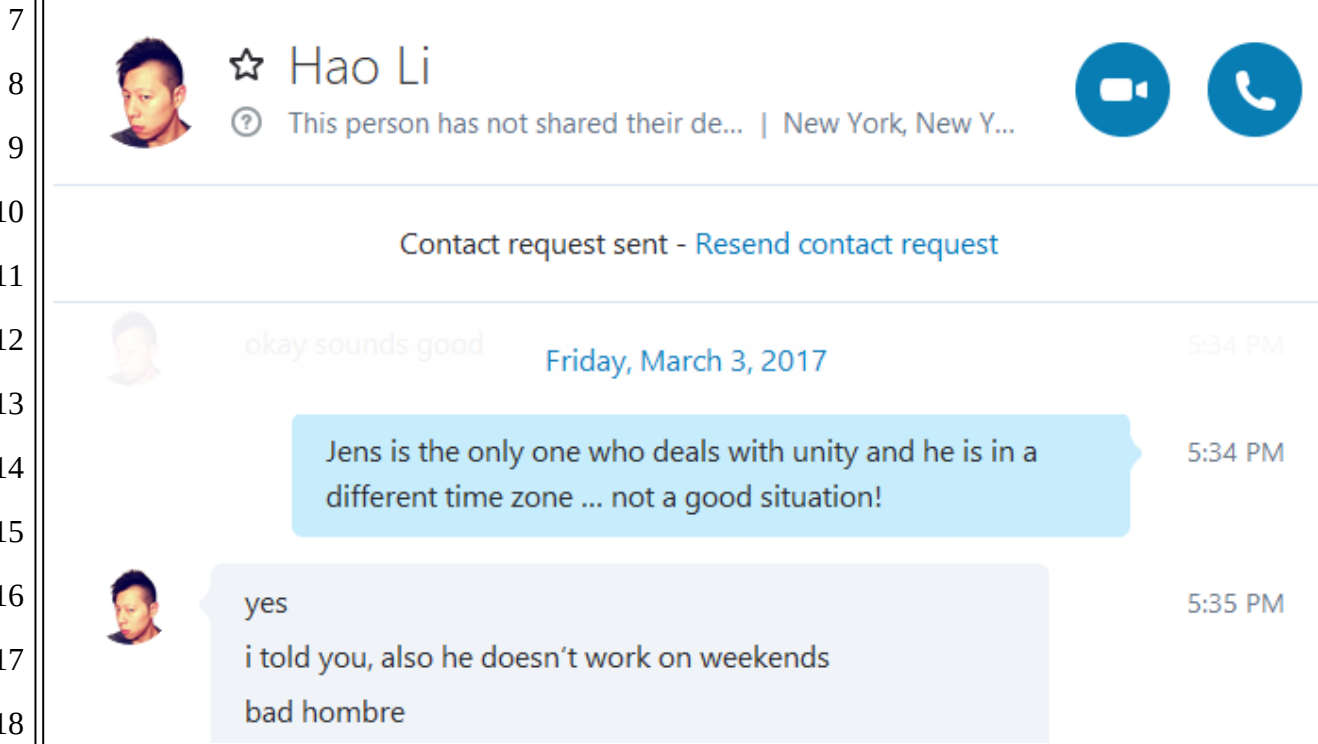 7
8
9
10
11
12
13
14
15
16
17
18
Hao Li
This person has not shared their de... | New York, New Y...
Contact request sent - Resend contact request
okay sounds good 5:34 PM
Friday, March 3, 2017
Jens is the only one who deals with unity and he is in a 5:34 PM
different time zone ... not a good situation!
yes 5:35 PM
i told you, also he doesn't work on weekends
bad hombre